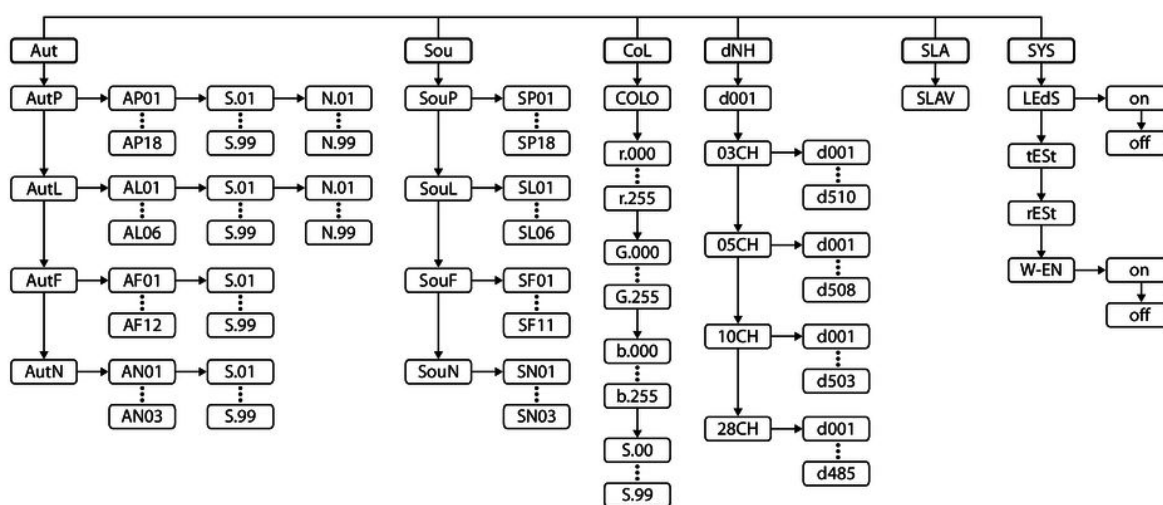 Aut Sou CoL dNH SLA SYS
AutP AP01 S.01 N.01 SouP SP01 COLO d001 SLAV LEdS on
AP18 S.99 N.99 SP18 r.000 03CH d001 tESt off
AutL AL01 S.01 N.01 SouL SL01 r.255 d510 rESt
AL06 S.99 N.99 SL06 G.000 05CH d001 W-EN on
AutF AF01 S.01 SouF SF01 G.255 d508 off
AF12 S.99 SF11 b.000 10CH d001
AutN AN01 S.01 SouN SN01 b.255 d503
AN03 S.99 SN03 28CH d001
S.00 d485
S.99